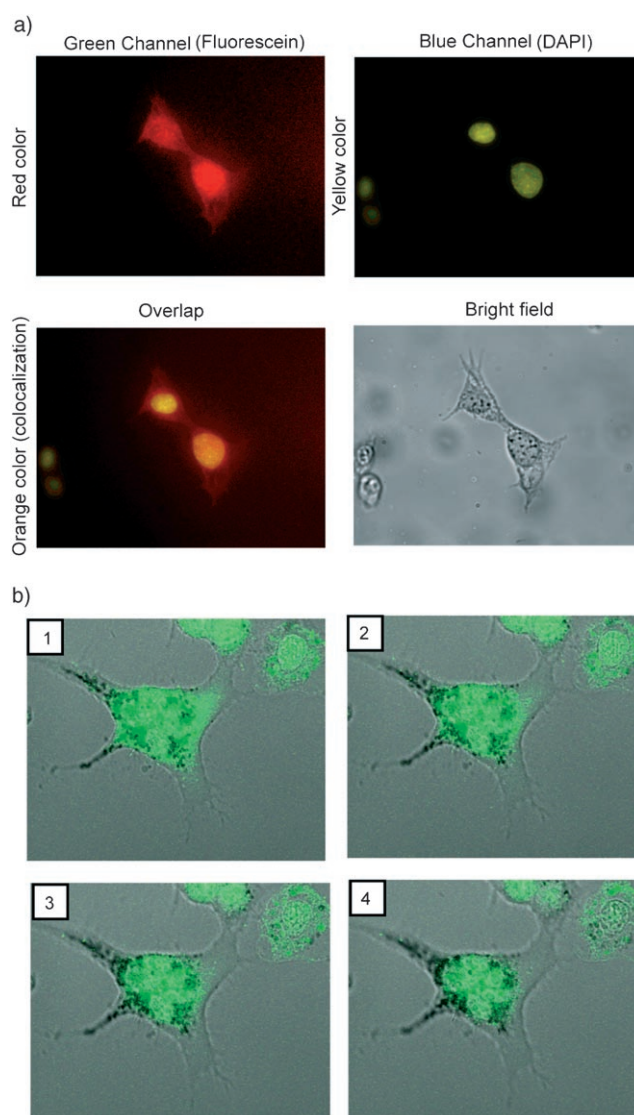 a)
Green Channel (Fluorescein)
Blue Channel (DAPI)
Red color
Yellow color
Overlap
Bright field
Orange color (colocalization)
b)
1
2
3
4